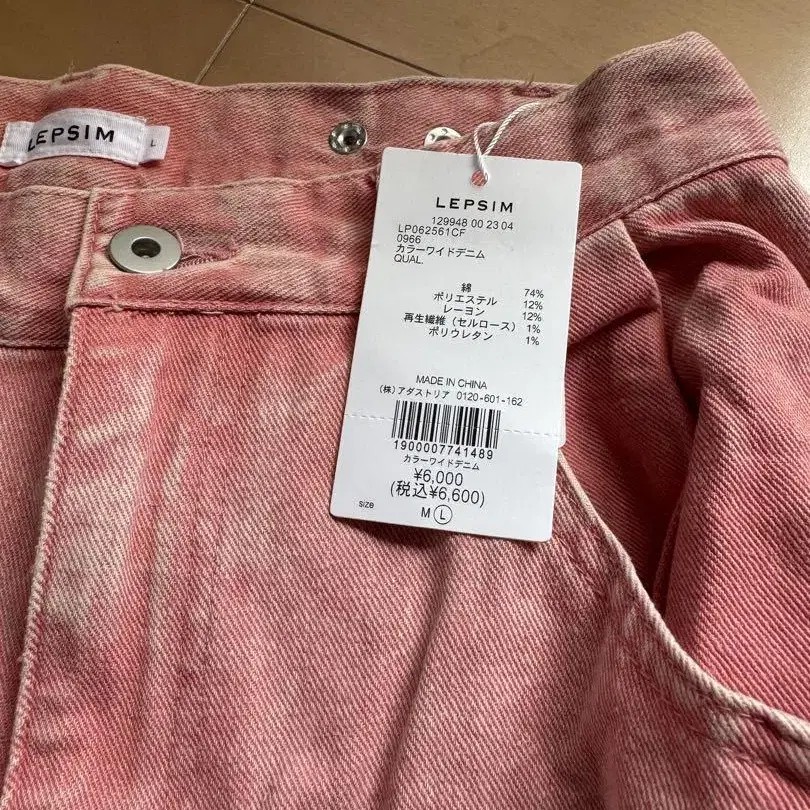 LEPSIM
L
LEPSIM
129948 00 23 04
LP062561CF
0966
カラーワイドデニム
QUAL.
綿 74%
ポリエステル 12%
レーヨン 12%
再生繊維（セルロース） 1%
ポリウレタン 1%
MADE IN CHINA
(株) アダストリア 0120-601-162
1900007741489
カラーワイドデニム
¥6,000
(税込¥6,600)
size M L